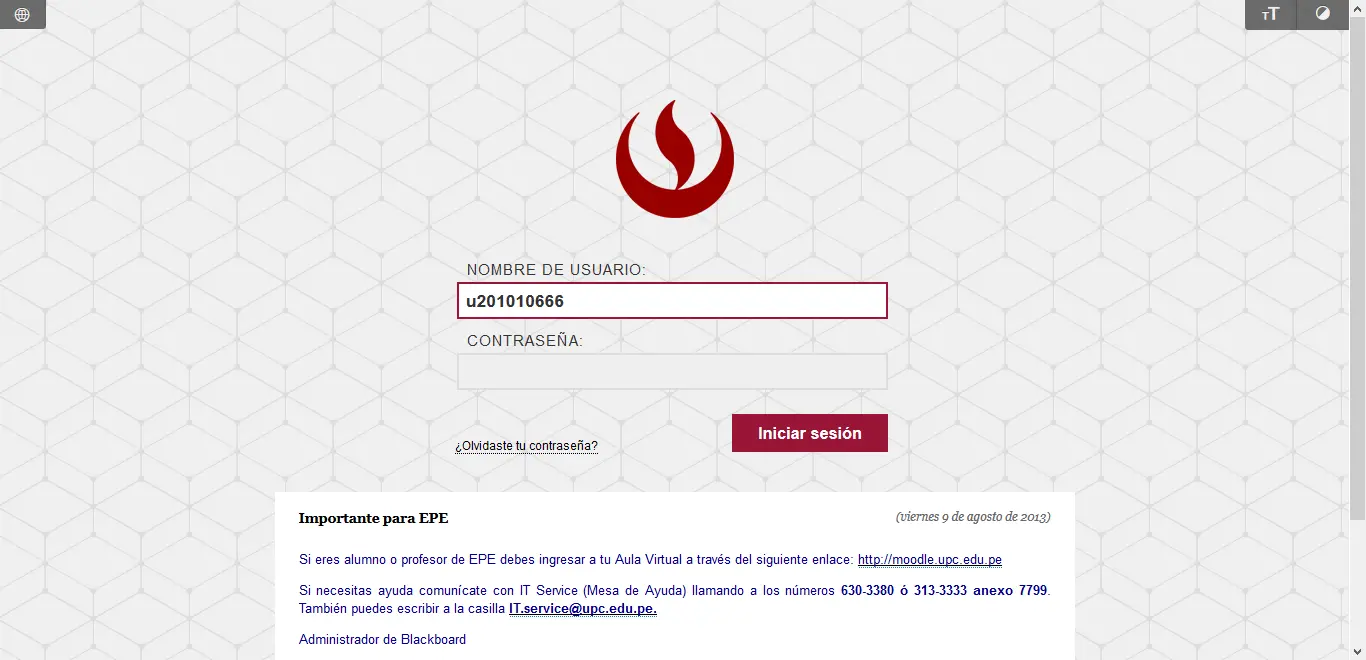 TT
NOMBRE DE USUARIO:
u201010666
CONTRASEÑA:
¿Olvidaste tu contraseña?
Iniciar sesión
Importante para EPE
(viernes 9 de agosto de 2013)
Si eres alumno o profesor de EPE debes ingresar a tu Aula Virtual a través del siguiente enlace: http://moodle.upc.edu.pe
Si necesitas ayuda comunícate con IT Service (Mesa de Ayuda) llamando a los números 630-3380 ó 313-3333 anexo 7799.
También puedes escribir a la casilla IT.service@upc.edu.pe.
Administrador de Blackboard